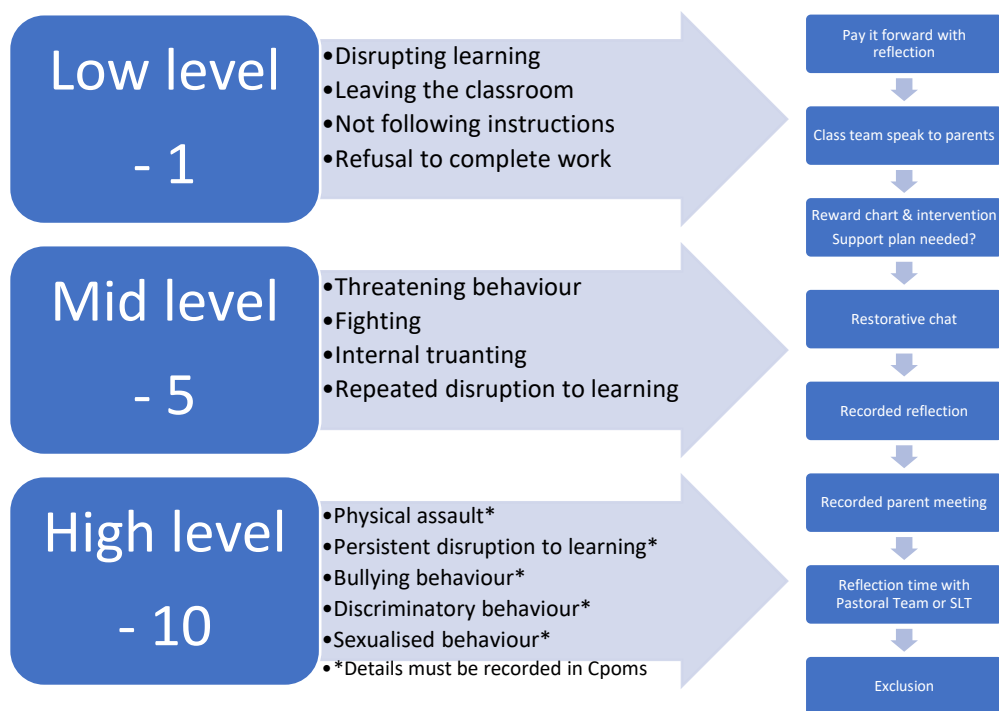 Low level
- 1
•Disrupting learning
•Leaving the classroom
•Not following instructions
•Refusal to complete work
Mid level
- 5
•Threatening behaviour
•Fighting
•Internal truanting
•Repeated disruption to learning
High level
- 10
•Physical assault*
•Persistent disruption to learning*
•Bullying behaviour*
•Discriminatory behaviour*
•Sexualised behaviour*
•*Details must be recorded in Cpoms
Pay it forward with
reflection
Class team speak to parents
Reward chart & intervention
Support plan needed?
Restorative chat
Recorded reflection
Recorded parent meeting
Reflection time with
Pastoral Team or SLT
Exclusion